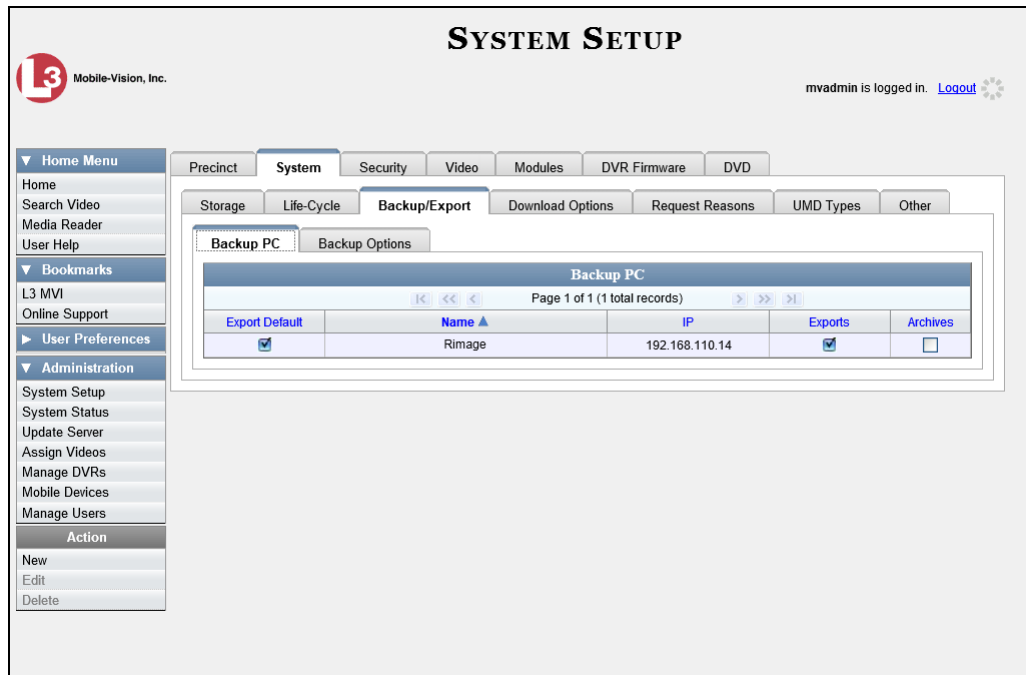 SYSTEM SETUP
L3 Mobile-Vision, Inc.
mvadmin is logged in. Logout
▼ Home Menu
Home
Search Video
Media Reader
User Help
▼ Bookmarks
L3 MVI
Online Support
▶ User Preferences
▼ Administration
System Setup
System Status
Update Server
Assign Videos
Manage DVRs
Mobile Devices
Manage Users
Action
New
Edit
Delete
Precinct System Security Video Modules DVR Firmware DVD
Storage Life-Cycle Backup/Export Download Options Request Reasons UMD Types Other
Backup PC Backup Options
Backup PC
|< << < Page 1 of 1 (1 total records) > >> >|
Export Default Name ▲ IP Exports Archives
Rimage 192.168.110.14